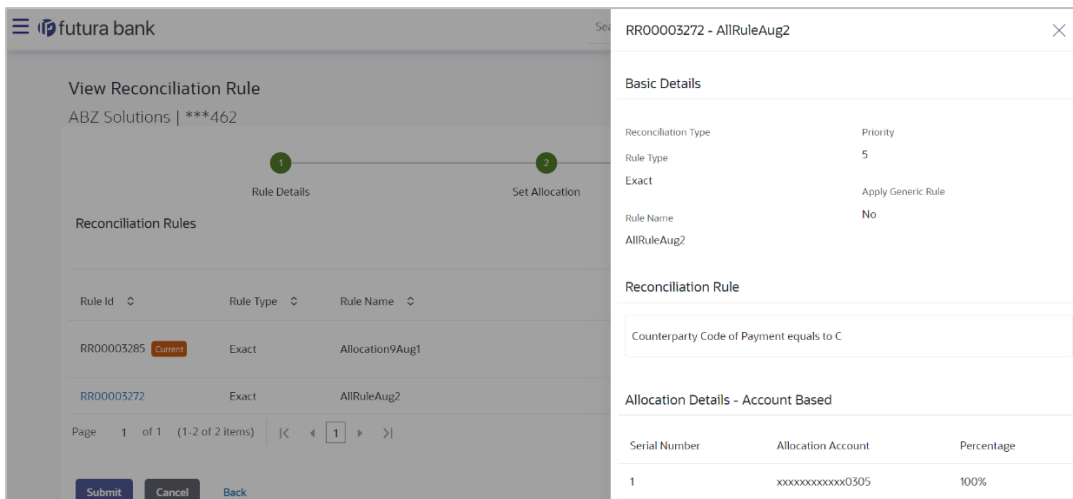 futura bank
Sea
View Reconciliation Rule
ABZ Solutions | ***462
1
2
Rule Details
Set Allocation
Reconciliation Rules
Rule Id
Rule Type
Rule Name
RR00003285 Current
Exact
Allocation9Aug1
RR00003272
Exact
AllRuleAug2
Page 1 of 1 (1-2 of 2 items) 1
Submit
Cancel
Back
RR00003272 - AllRuleAug2
Basic Details
Reconciliation Type
Priority
Rule Type
5
Exact
Apply Generic Rule
Rule Name
No
AllRuleAug2
Reconciliation Rule
Counterparty Code of Payment equals to C
Allocation Details - Account Based
Serial Number
Allocation Account
Percentage
1
xxxxxxxxxxxx0305
100%